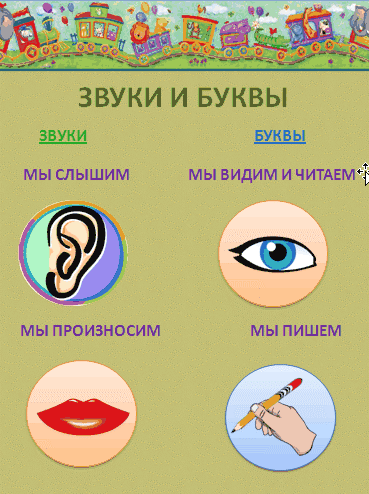 ЗВУКИ И БУКВЫ
ЗВУКИ БУКВЫ
МЫ СЛЫШИМ МЫ ВИДИМ И ЧИТАЕМ
МЫ ПРОИЗНОСИМ МЫ ПИШЕМ